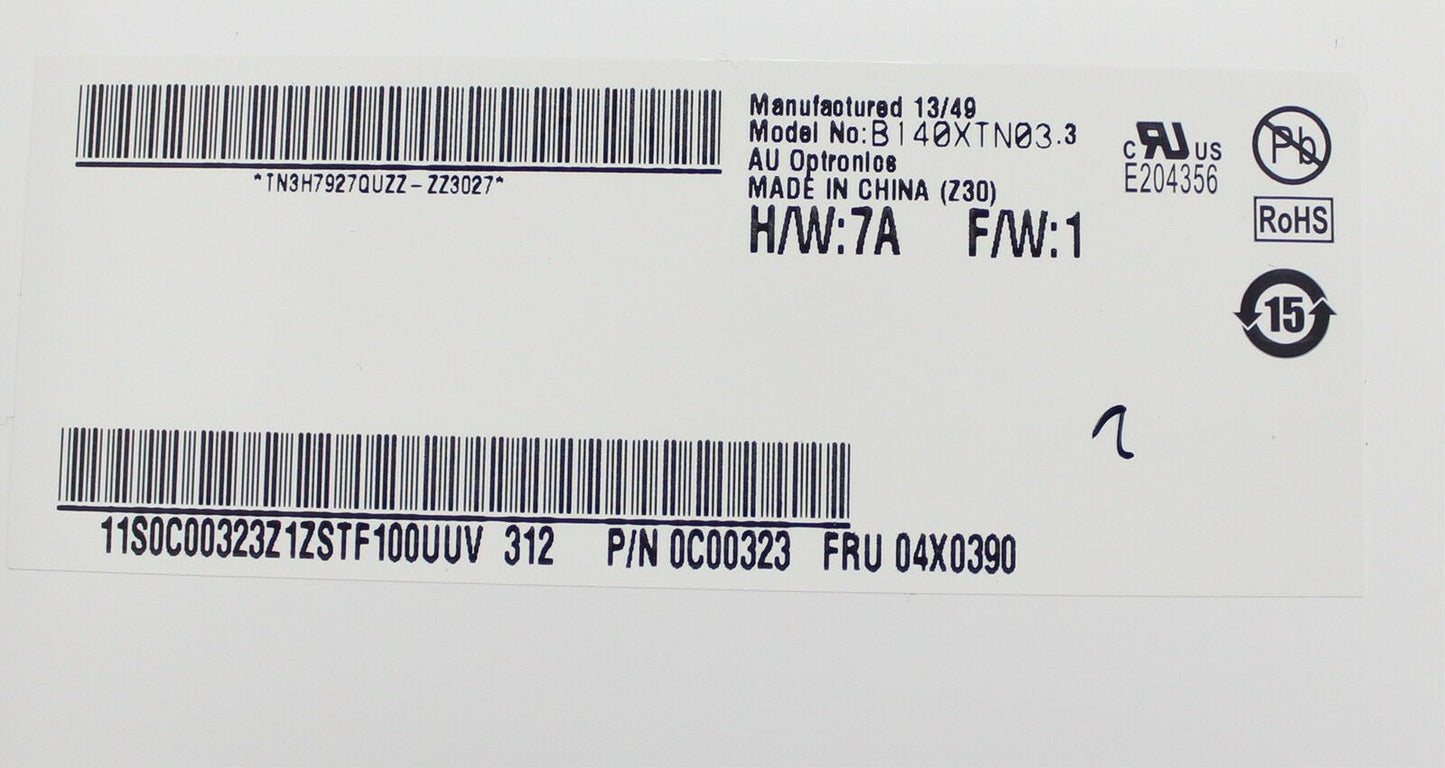 Manufactured 13/49
Model No:B140XTN03.3
AU Optronics
MADE IN CHINA (Z30)
H/W:7A F/W:1
*TN3H7927QUZZ-ZZ3027*
c RU US
E204356
Pb
RoHS
15
11S0C00323Z1ZSTF100UUV 312 P/N 0C00323 FRU 04X0390